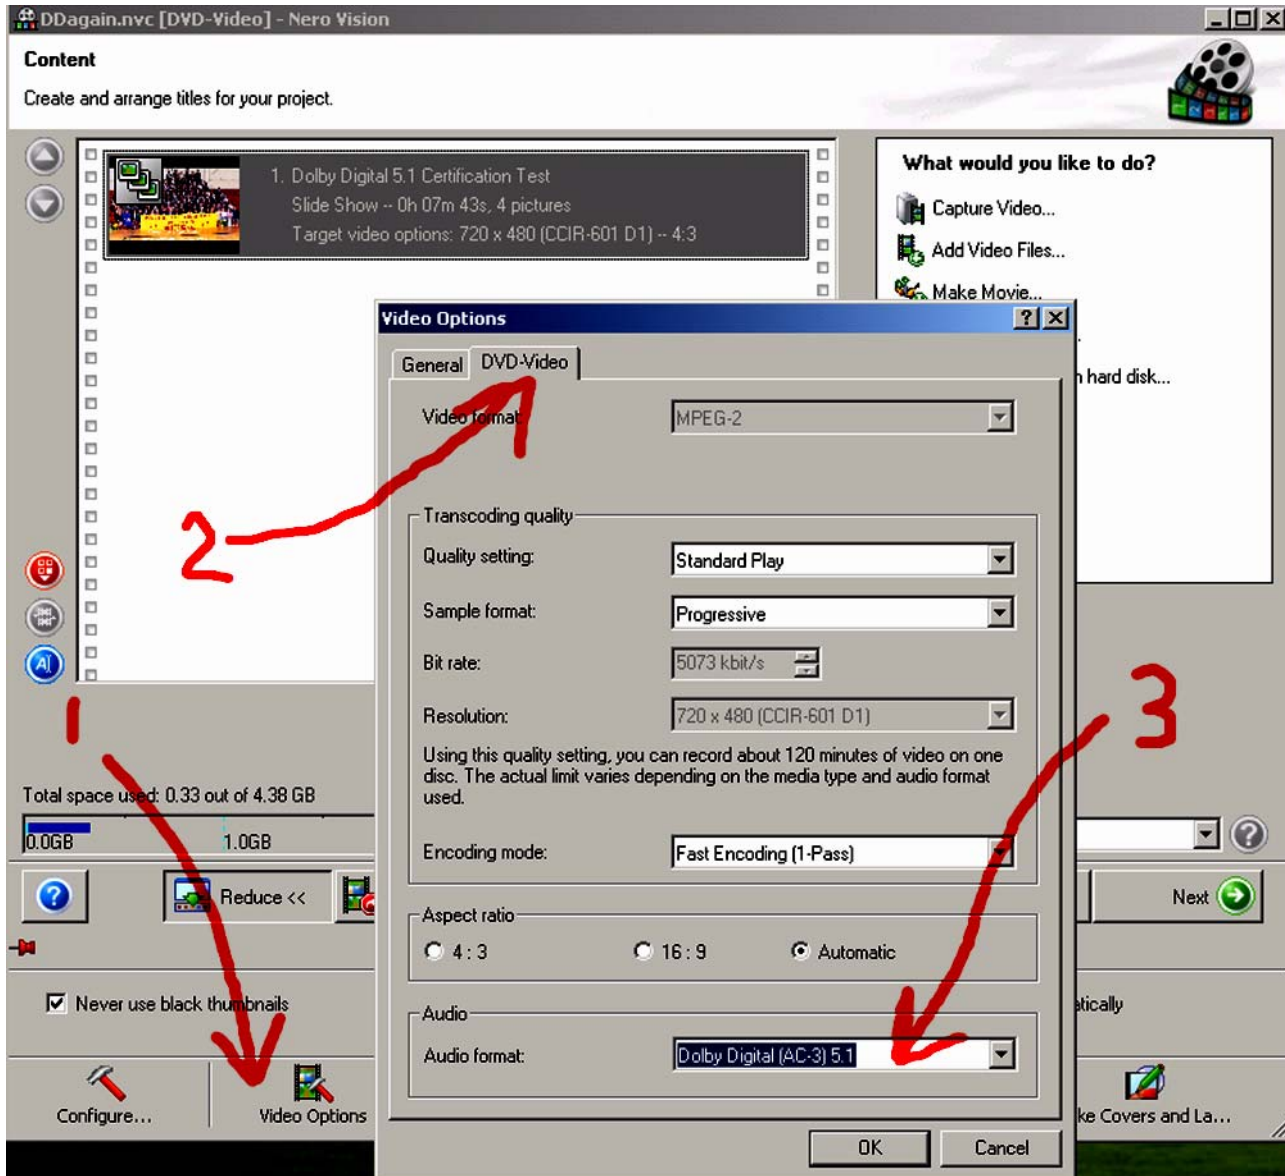 DDagain.nvc [DVD-Video] - Nero Vision
Content
Create and arrange titles for your project.
1. Dolby Digital 5.1 Certification Test
Slide Show -- 0h 07m 43s, 4 pictures
Target video options: 720 x 480 (CCIR-601 D1) -- 4:3
What would you like to do?
Capture Video...
Add Video Files...
Make Movie...
n hard disk...
Video Options
General
DVD-Video
Video format:
MPEG-2
2
Transcoding quality
Quality setting:
Standard Play
Sample format:
Progressive
Bit rate:
5073 kbit/s
Resolution:
720 x 480 (CCIR-601 D1)
1
3
Using this quality setting, you can record about 120 minutes of video on one
disc. The actual limit varies depending on the media type and audio format
used.
Total space used: 0.33 out of 4.38 GB
0.0GB
1.0GB
Encoding mode:
Fast Encoding (1-Pass)
Reduce <<
Next
Aspect ratio
4 : 3
16 : 9
Automatic
Never use black thumbnails
atically
Audio
Audio format:
Dolby Digital (AC-3) 5.1
Configure...
Video Options
ke Covers and La...
OK
Cancel